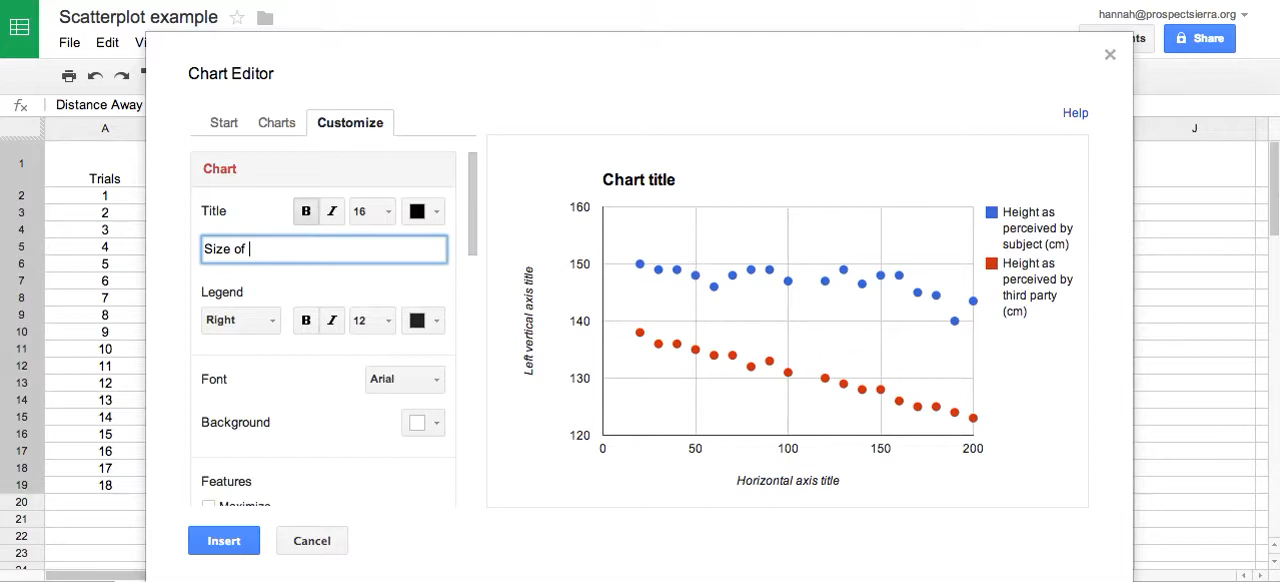 Scatterplot example
hannah@prospectsierra.org
File Edit Vi
nts
Share
Chart Editor
fx Distance Away
Start Charts Customize
Help
A
J
Chart
Title B I 16
Size of
Legend
Right B I 12
Font Arial
Background
Features
Maximize
Insert Cancel
Chart title
160
150
140
130
120
0 50 100 150 200
Left vertical axis title
Horizontal axis title
Height as
perceived by
subject (cm)
Height as
perceived by
third party
(cm)
1 Trials
2 1
3 2
4 3
5 4
6 5
7 6
8 7
9 8
10 9
11 10
12 11
13 12
14 13
15 14
16 15
17 16
18 17
19 18
20
21
22
23